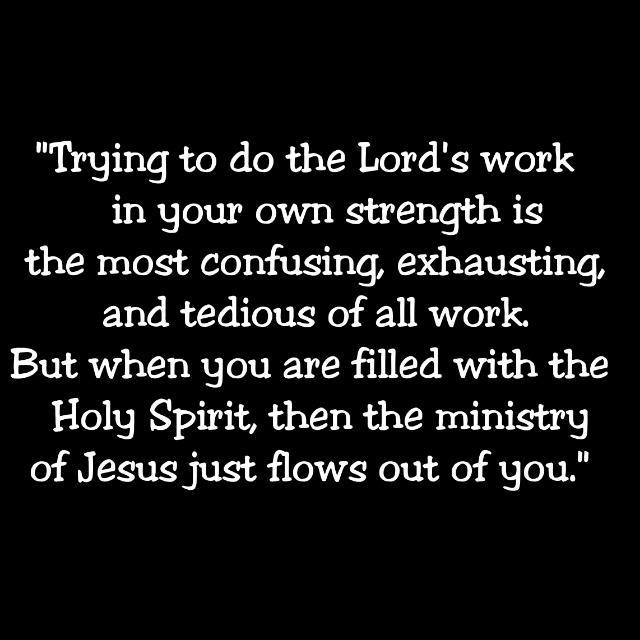 "Trying to do the Lord's work
in your own strength is
the most confusing, exhausting,
and tedious of all work.
But when you are filled with the
Holy Spirit, then the ministry
of Jesus just flows out of you."